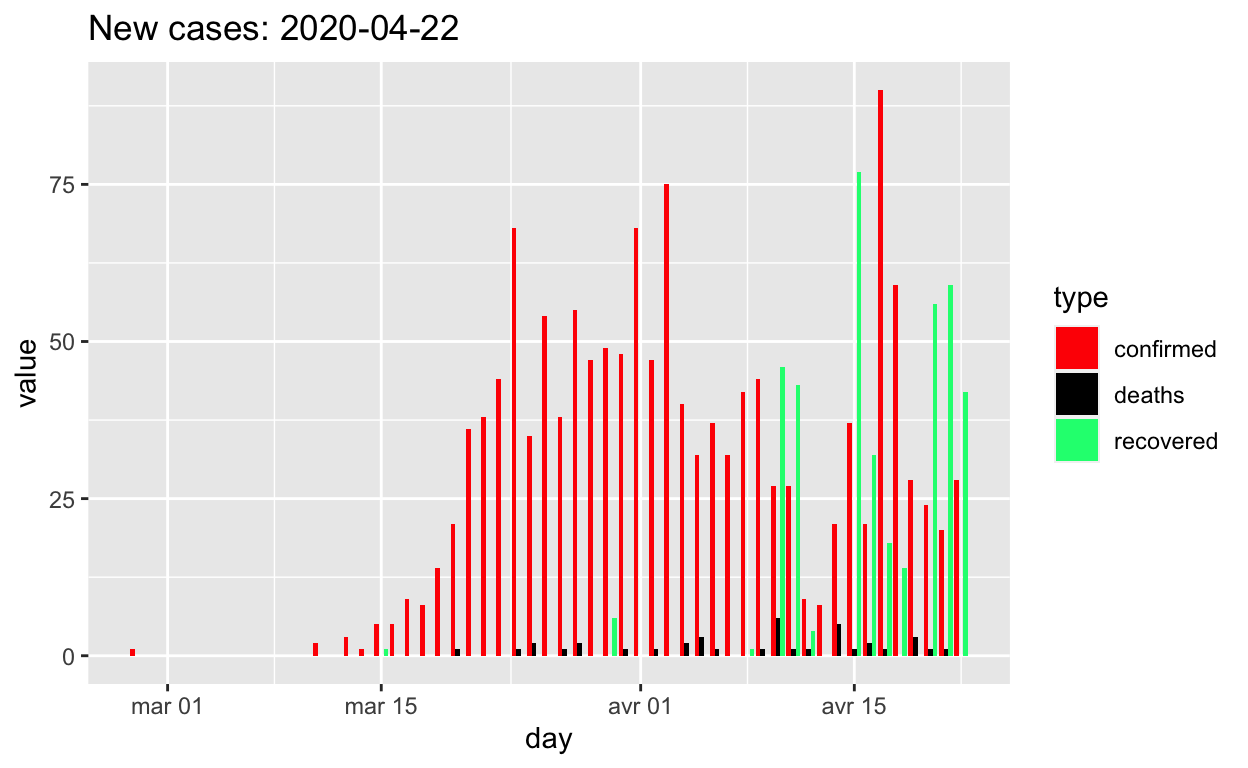 New cases: 2020-04-22
value
75
50
25
0
mar 01
mar 15
avr 01
avr 15
day
type
confirmed
deaths
recovered